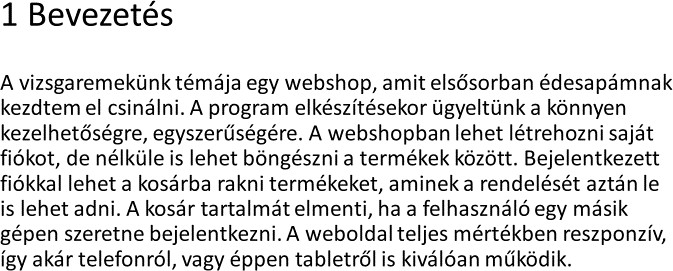 1 Bevezetés
A vizsgaremekünk témája egy webshop, amit elsősorban édesapámnak
kezdtem el csinálni. A program elkészítésekor ügyeltünk a könnyen
kezelhetőségre, egyszerűségére. A webshopban lehet létrehozni saját
fiókot, de nélküle is lehet böngészni a termékek között. Bejelentkezett
fiókkal lehet a kosárba rakni termékeket, aminek a rendelését aztán le
is lehet adni. A kosár tartalmát elmenti, ha a felhasználó egy másik
gépen szeretne bejelentkezni. A weboldal teljes mértékben reszponzív,
így akár telefonról, vagy éppen tabletről is kiválóan működik.